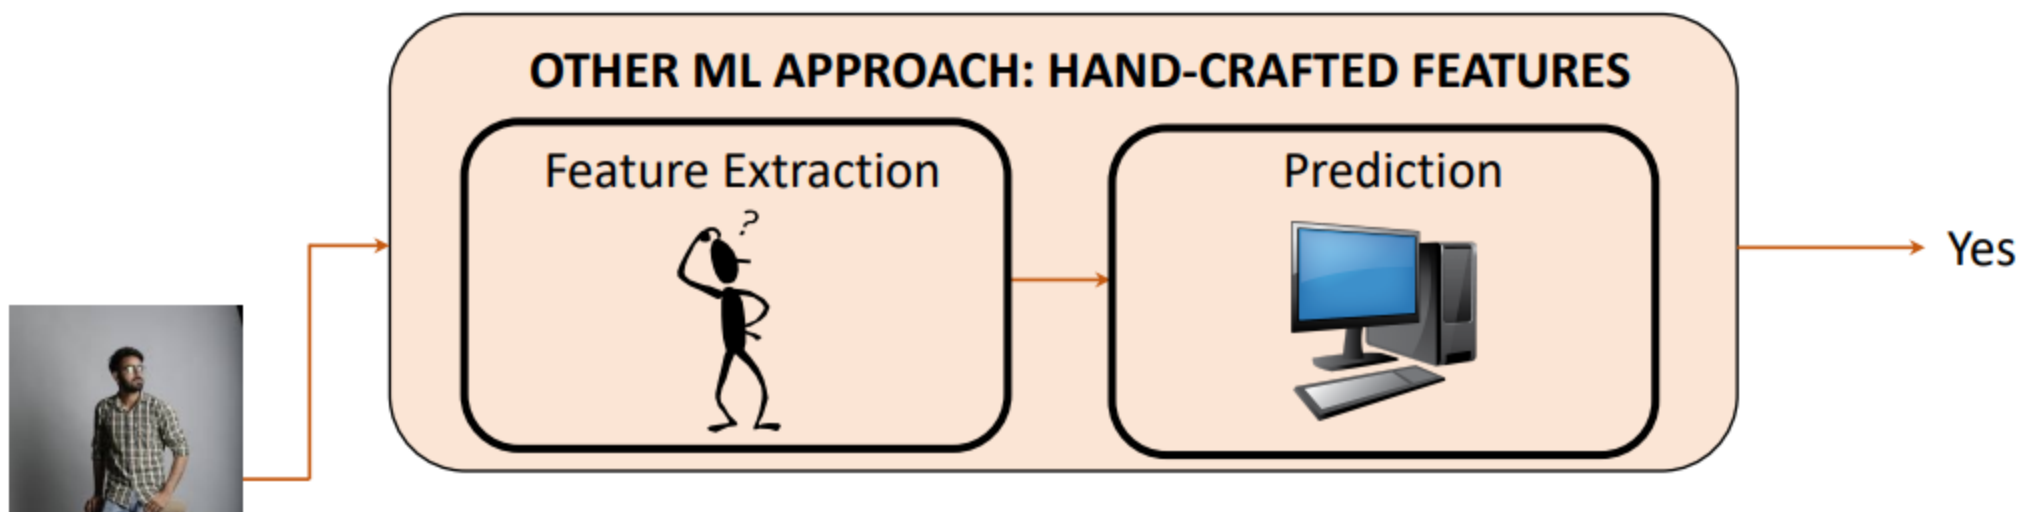 OTHER ML APPROACH: HAND-CRAFTED FEATURES
Feature Extraction
?
Prediction
Yes